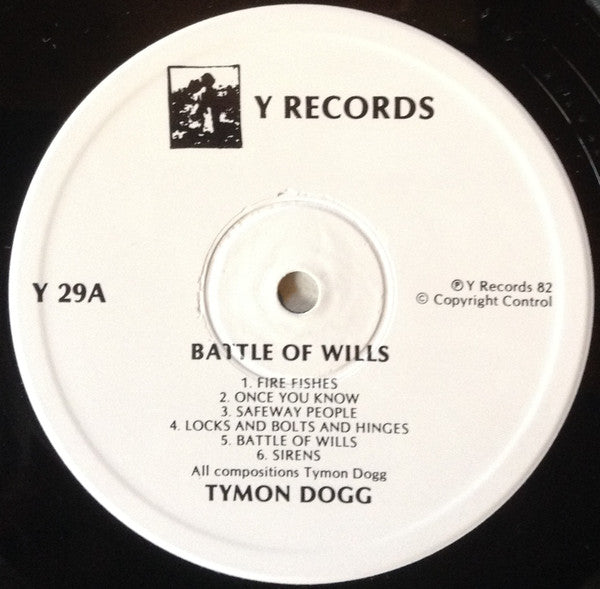 Y RECORDS
Y 29A
℗ Y Records 82
© Copyright Control
BATTLE OF WILLS
1. FIRE FISHES
2. ONCE YOU KNOW
3. SAFEWAY PEOPLE
4. LOCKS AND BOLTS AND HINGES
5. BATTLE OF WILLS
6. SIRENS
All compositions Tymon Dogg
TYMON DOGG